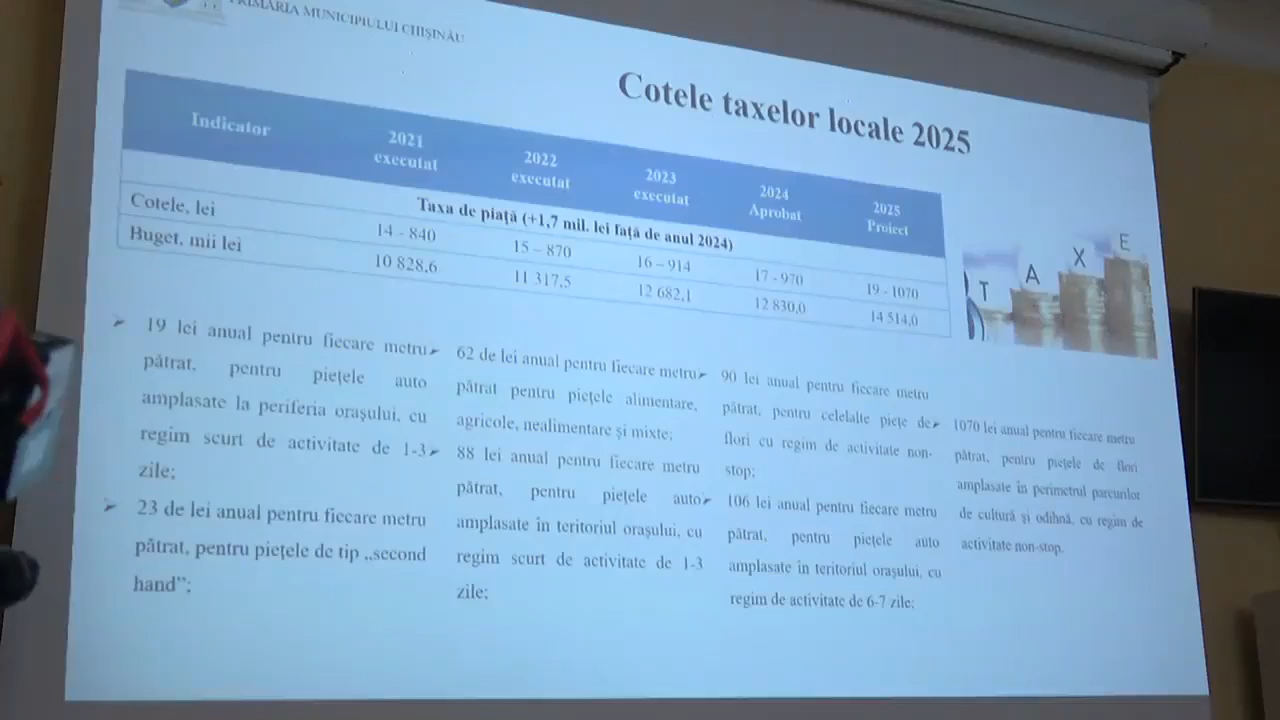 PRIMĂRIA MUNICIPIULUI CHIȘINĂU
Cotele taxelor locale 2025
Indicator
2021 executat
2022 executat
2023 executat
2024 Aprobat
2025 Proiect
Taxa de piață (+1,7 mil. lei față de anul 2024)
Cotele, lei
14 - 840
15 – 870
16 – 914
17 - 970
19 - 1070
Buget, mii lei
10 828,6
11 317,5
12 682,1
12 830,0
14 514,0
T A X E
➤ 19 lei anual pentru fiecare metru
pătrat, pentru piețele auto
amplasate la periferia orașului, cu
regim scurt de activitate de 1-3
zile;
➤ 23 de lei anual pentru fiecare metru
pătrat, pentru piețele de tip „second
hand”;
➤ 62 de lei anual pentru fiecare metru
pătrat pentru piețele alimentare,
agricole, nealimentare și mixte;
➤ 88 lei anual pentru fiecare metru
pătrat, pentru piețele auto
amplasate în teritoriul orașului, cu
regim scurt de activitate de 1-3
zile;
➤ 90 lei anual pentru fiecare metru
pătrat, pentru celelalte piețe de
flori cu regim de activitate non-
stop;
➤ 106 lei anual pentru fiecare metru
pătrat, pentru piețele auto
amplasate în teritoriul orașului, cu
regim de activitate de 6-7 zile;
➤ 1070 lei anual pentru fiecare metru
pătrat, pentru piețele de flori
amplasate în perimetrul parcurilor
de cultură și odihnă, cu regim de
activitate non-stop.